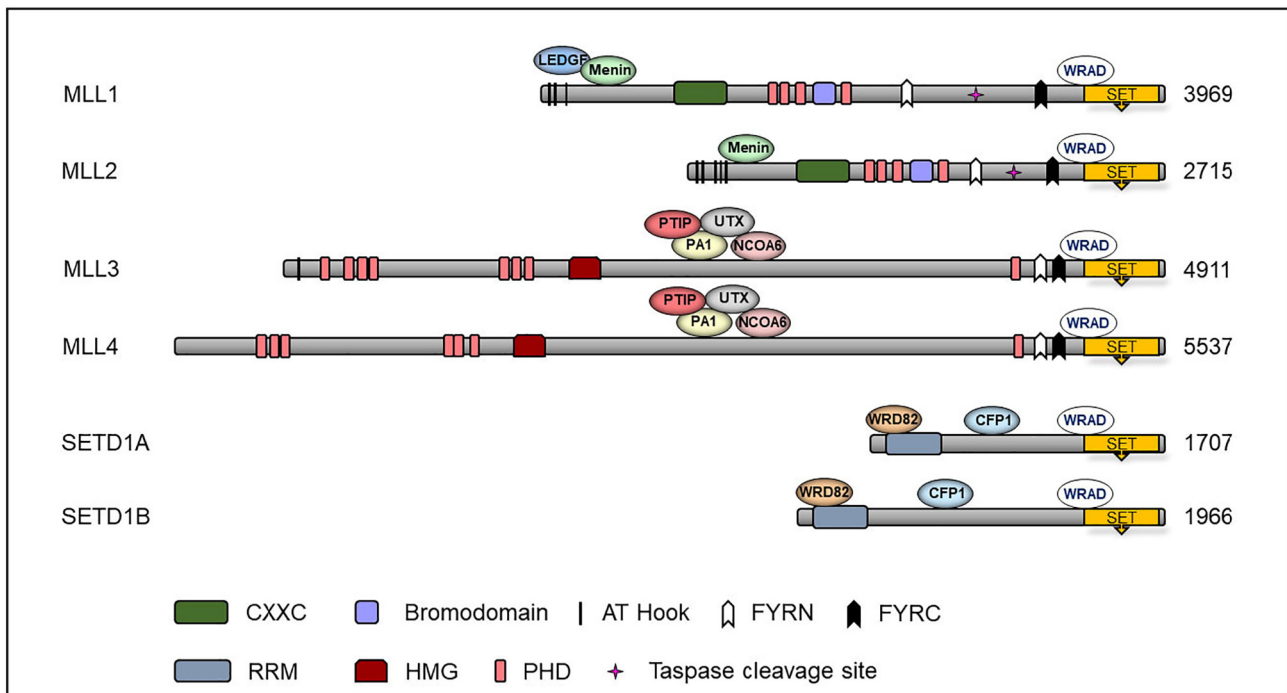 LEDGF Menin WRAD
MLL1 SET 3969
Menin WRAD
MLL2 SET 2715
PTIP UTX
PA1 NCOA6 WRAD
MLL3 SET 4911
PTIP UTX
PA1 NCOA6 WRAD
MLL4 SET 5537
WRD82 CFP1 WRAD
SETD1A SET 1707
WRD82 CFP1 WRAD
SETD1B SET 1966
CXXC Bromodomain AT Hook FYRN FYRC
RRM HMG PHD Taspase cleavage site